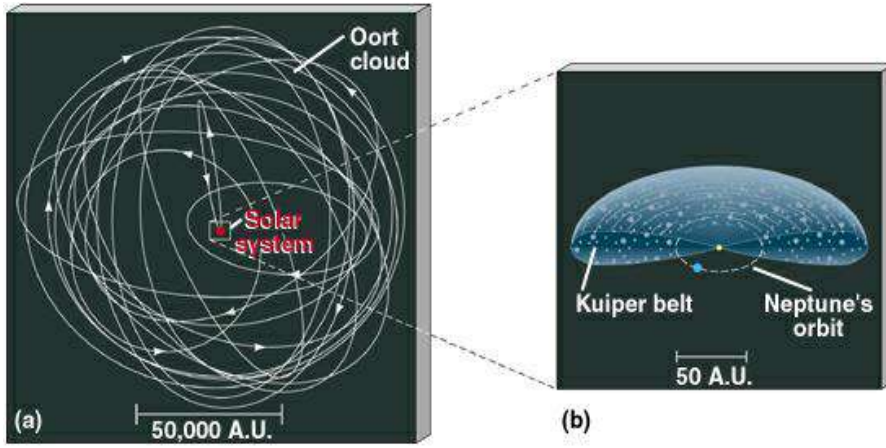 Oort
cloud
Solar
system
(a)
50,000 A.U.
Kuiper belt
Neptune's
orbit
50 A.U.
(b)